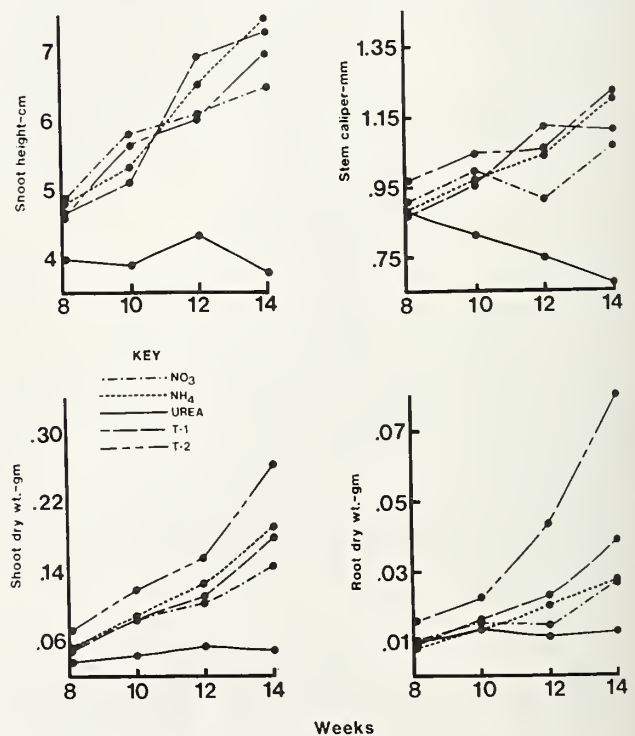 Shoot height-cm
7
6
5
4
8 10 12 14
Stem caliper-mm
1.35
1.15
.95
.75
8 10 12 14
KEY
NO3
NH4
UREA
T-1
T-2
Shoot dry wt.-gm
.30
.22
.14
.06
8 10 12 14
Root dry wt.-gm
.07
.05
.03
.01
8 10 12 14
Weeks